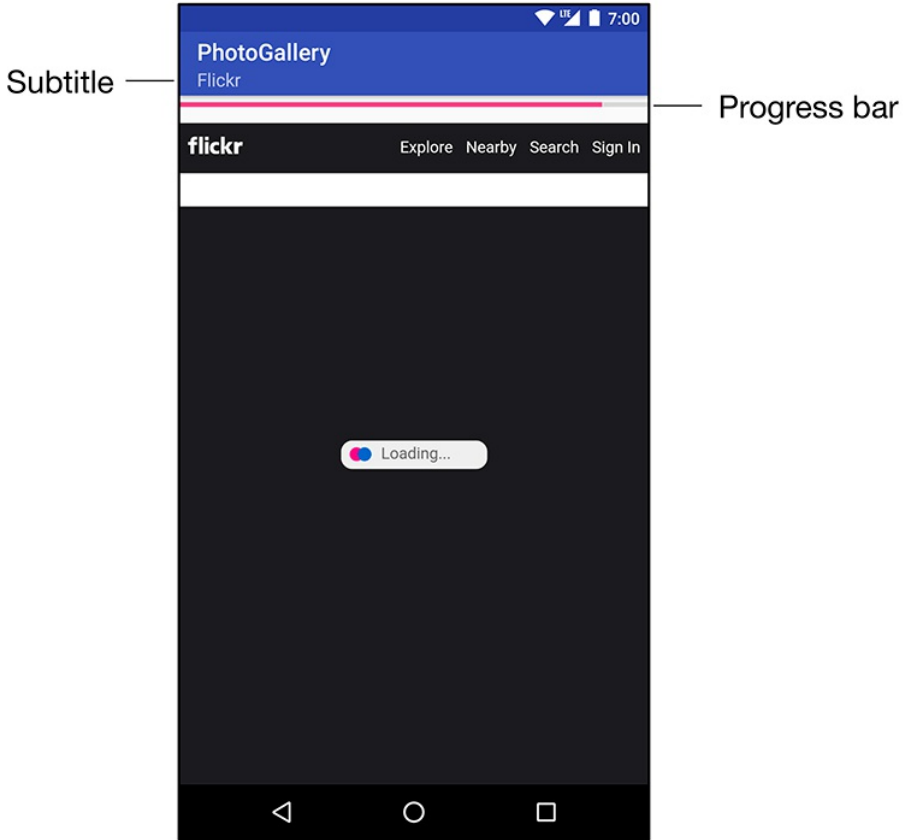 LTE 7:00
PhotoGallery
Subtitle
Flickr
Progress bar
flickr Explore Nearby Search Sign In
Loading...